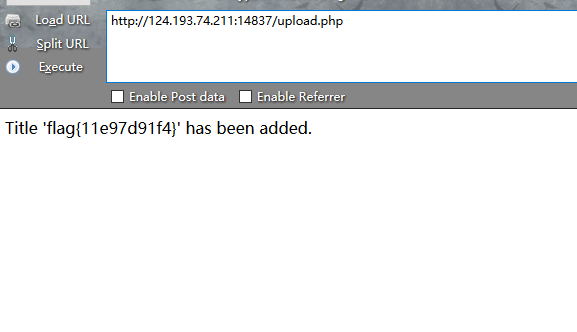 Load URL
http://124.193.74.211:14837/upload.php
Split URL
Execute
Enable Post data Enable Referrer
Title 'flag{11e97d91f4}' has been added.